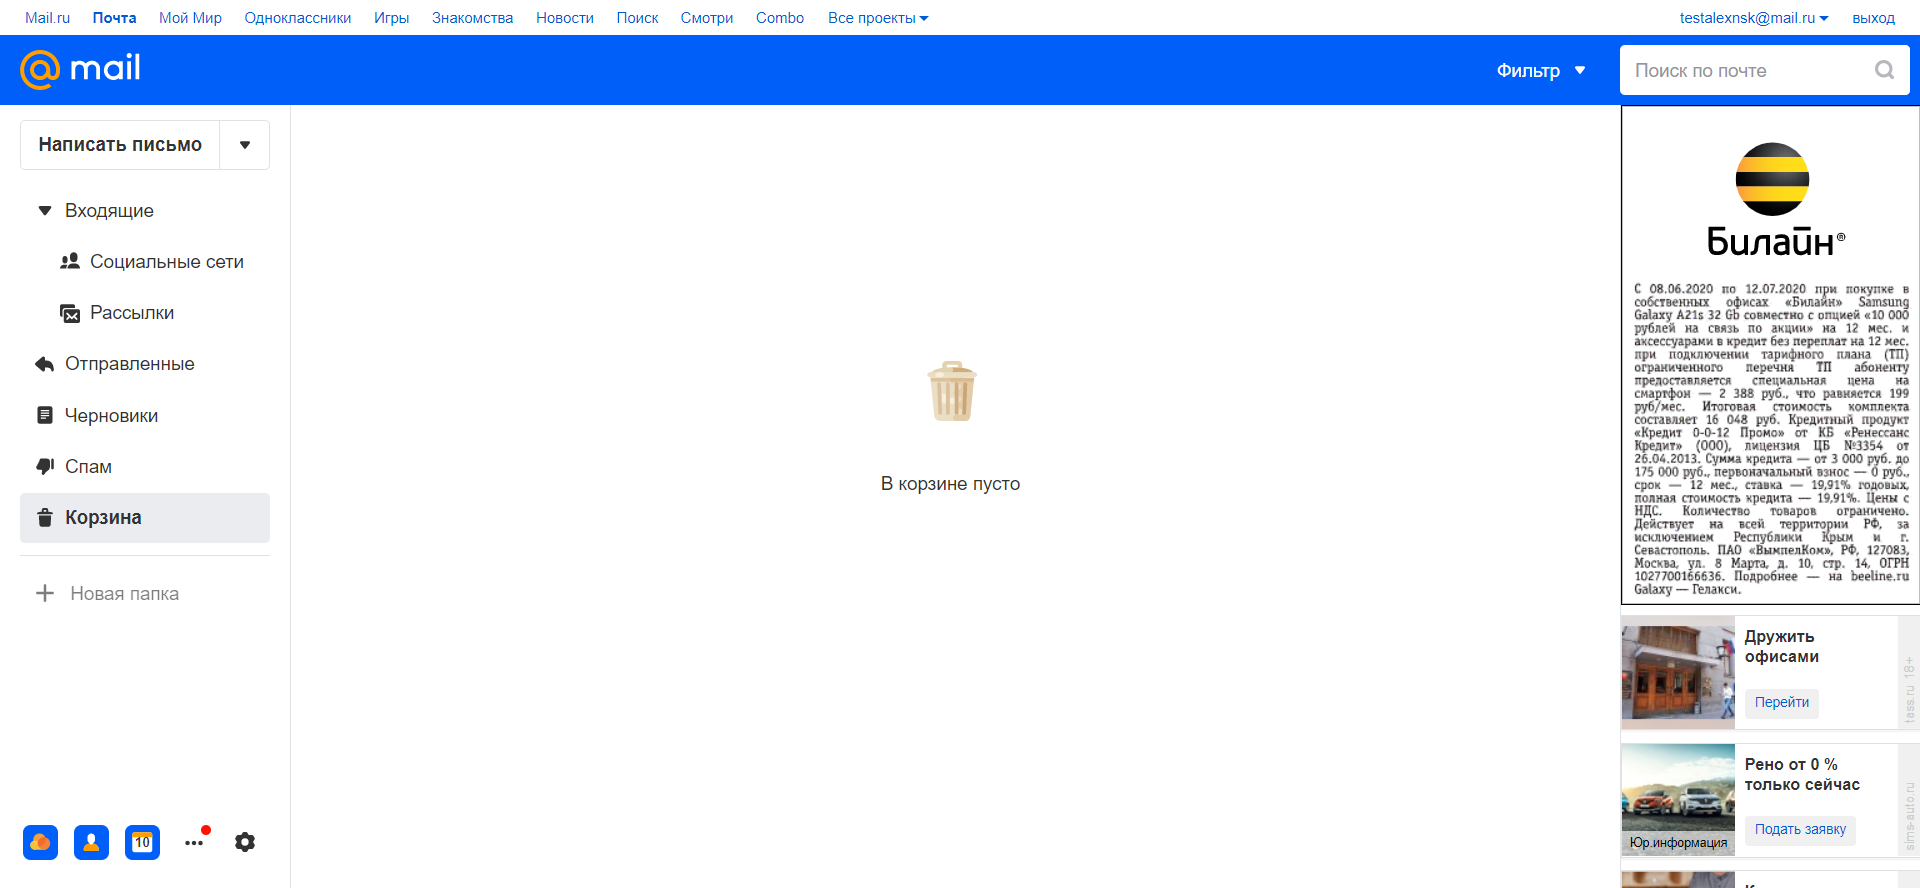 Mail.ru Почта Мой Мир Одноклассники Игры Знакомства Новости Поиск Смотри Combo Все проекты testalexnsk@mail.ru выход
@ mail Фильтр Поиск по почте
Написать письмо
Входящие
Социальные сети
Рассылки
Отправленные
Черновики
Спам
Корзина
Новая папка
10
В корзине пусто
Билайн®
С 08.06.2020 по 12.07.2020 при покупке в
собственных офисах «Билайн» Samsung
Galaxy A21s 32 Gb совместно с опцией «10 000
рублей на связь по акции» на 12 мес. и
аксессуарами в кредит без переплат на 12 мес.
при подключении тарифного плана (ТП)
ограниченного перечня ТП абоненту
предоставляется специальная цена на
смартфон — 2 388 руб., что равняется 199
руб/мес. Итоговая стоимость комплекта
составляет 16 048 руб. Кредитный продукт
«Кредит 0-0-12 Промо» от КБ «Ренессанс
Кредит» (ООО), лицензия ЦБ №3354 от
26.04.2013. Сумма кредита — от 3 000 руб. до
175 000 руб., первоначальный взнос — 0 руб.,
срок — 12 мес., ставка — 19,91% годовых,
полная стоимость кредита — 19,91%. Цены с
НДС. Количество товаров ограничено.
Действует на всей территории РФ, за
исключением Республики Крым и г.
Севастополь. ПАО «ВымпелКом», РФ, 127083,
Москва, ул. 8 Марта, д. 10, стр. 14, ОГРН
1027700166636. Подробнее — на beeline.ru
Galaxy — Гелакси.
Дружить
офисами
Перейти
tass.ru 18+
Рено от 0 %
только сейчас
Подать заявку
Юр.информация
slms-auto.ru